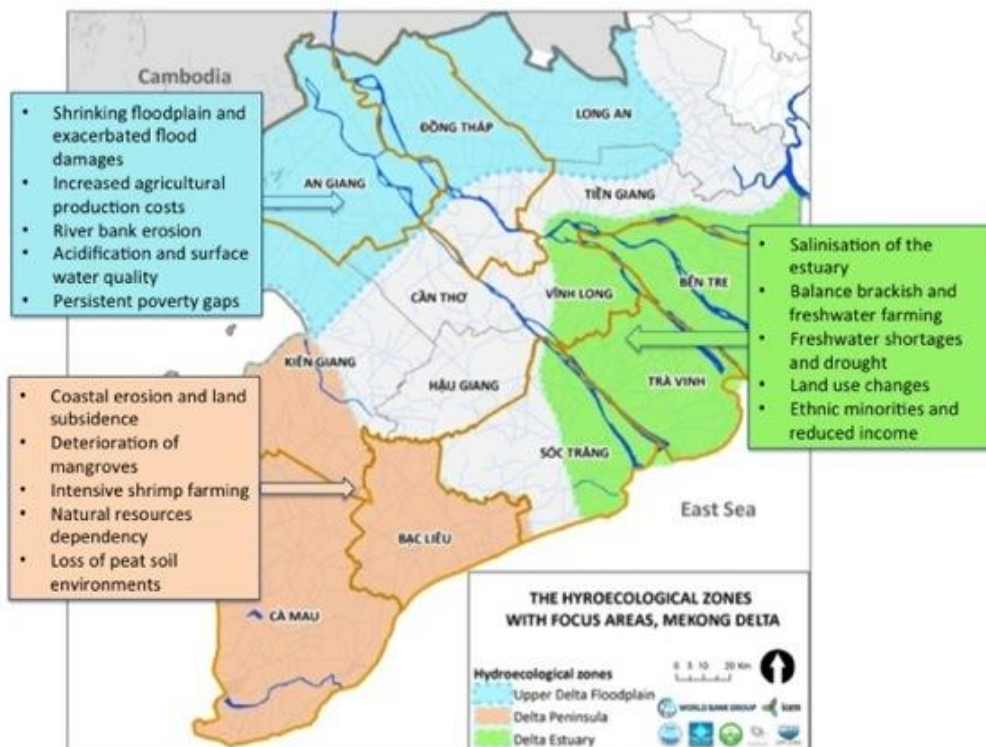 Cambodia
• Shrinking floodplain and
exacerbated flood
damages
• Increased agricultural
production costs
• River bank erosion
• Acidification and surface
water quality
• Persistent poverty gaps
LONG AN
ĐỒNG THÁP
AN GIANG
TIỀN GIANG
BẾN TRE
VĨNH LONG
CẦN THƠ
KIÊN GIANG
HẬU GIANG
TRÀ VINH
SÓC TRĂNG
BẠC LIÊU
CÀ MAU
• Salinisation of the
estuary
• Balance brackish and
freshwater farming
• Freshwater shortages
and drought
• Land use changes
• Ethnic minorities and
reduced income
• Coastal erosion and land
subsidence
• Deterioration of
mangroves
• Intensive shrimp farming
• Natural resources
dependency
• Loss of peat soil
environments
East Sea
THE HYROECOLOGICAL ZONES
WITH FOCUS AREAS, MEKONG DELTA
Hydroecological zones
Upper Delta Floodplain
Delta Peninsula
Delta Estuary
0 5 10 20 Km
WORLD BANK GROUP
icem